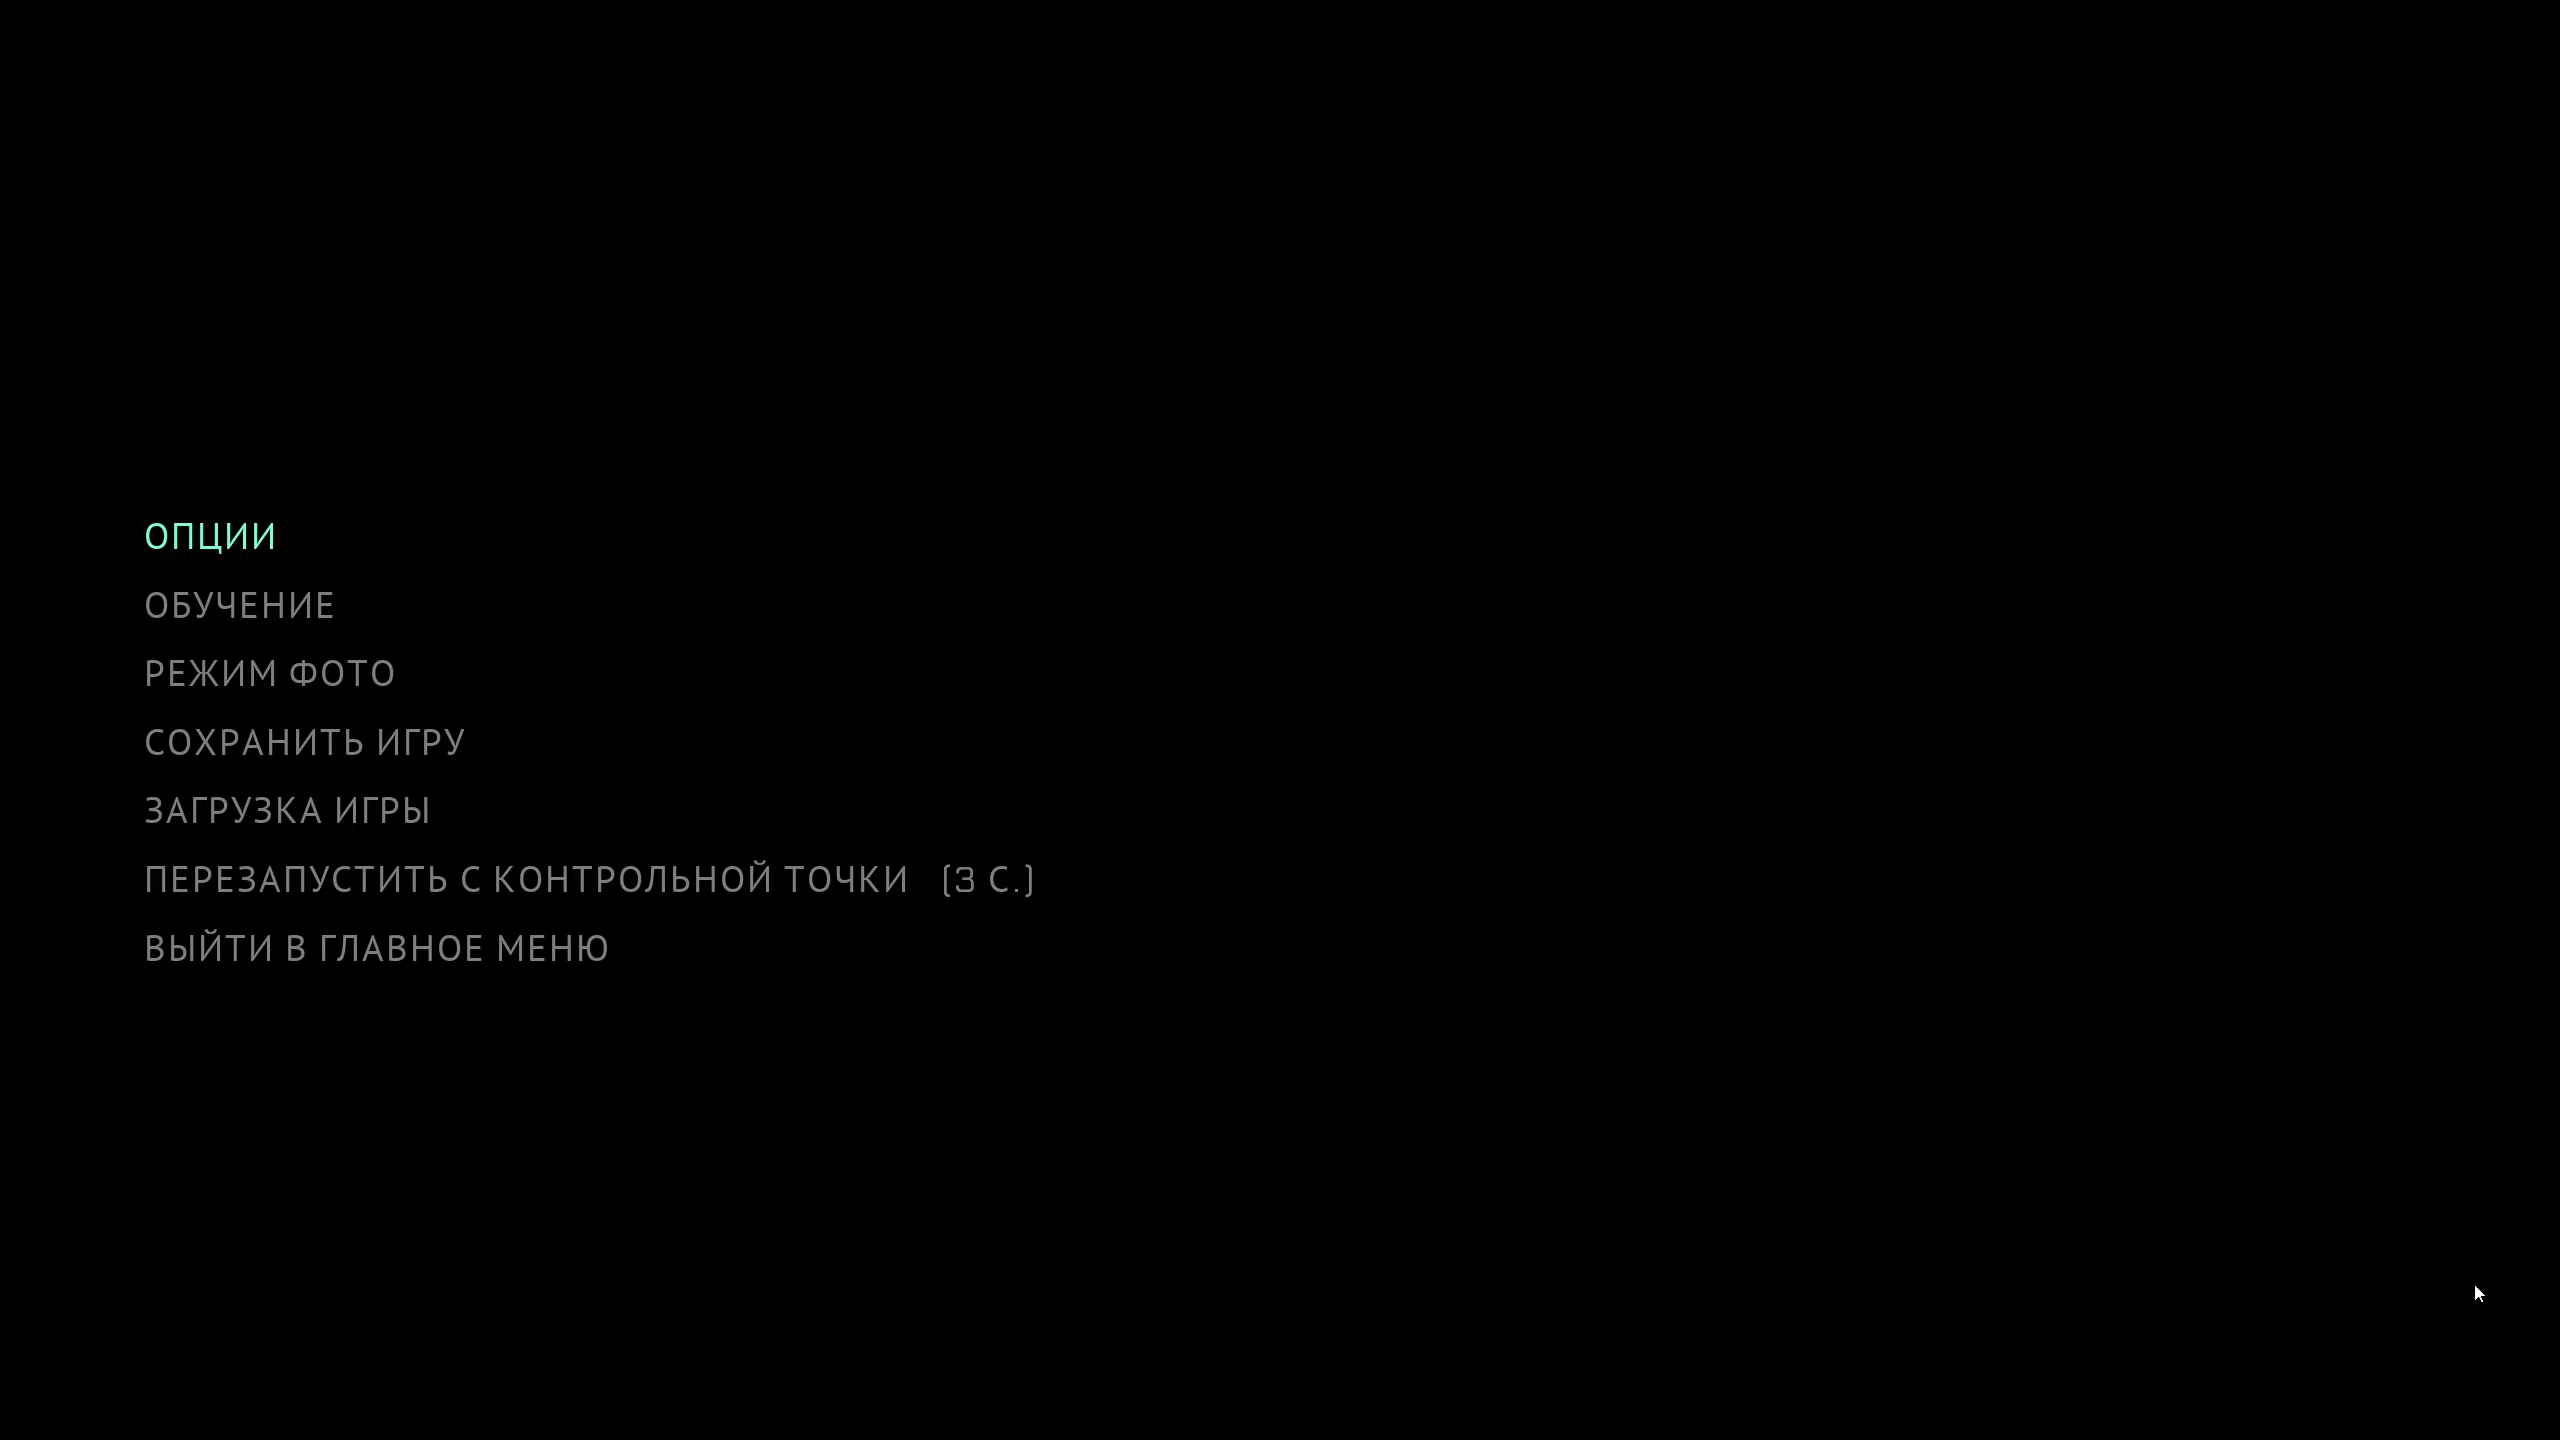 ОПЦИИ
ОБУЧЕНИЕ
РЕЖИМ ФОТО
СОХРАНИТЬ ИГРУ
ЗАГРУЗКА ИГРЫ
ПЕРЕЗАПУСТИТЬ С КОНТРОЛЬНОЙ ТОЧКИ (3 С.)
ВЫЙТИ В ГЛАВНОЕ МЕНЮ